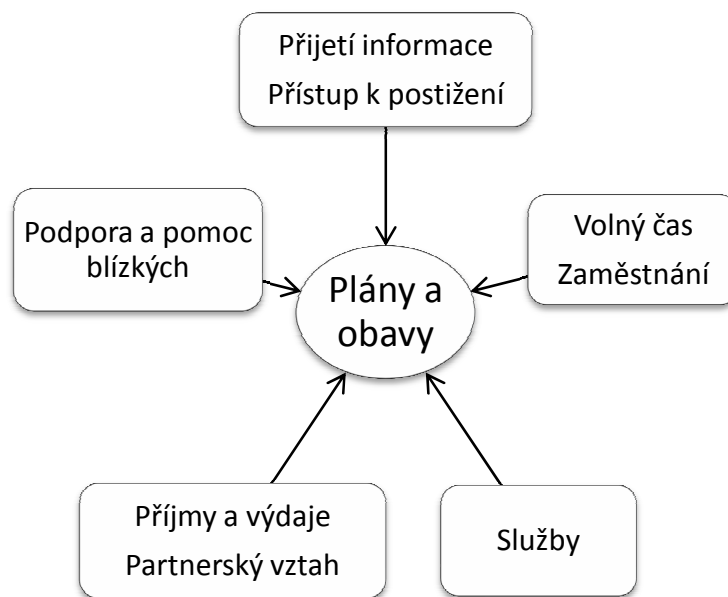 Přijetí informace
Přístup k postižení
Podpora a pomoc
blízkých
Volný čas
Zaměstnání
Plány a
obavy
Příjmy a výdaje
Partnerský vztah
Služby